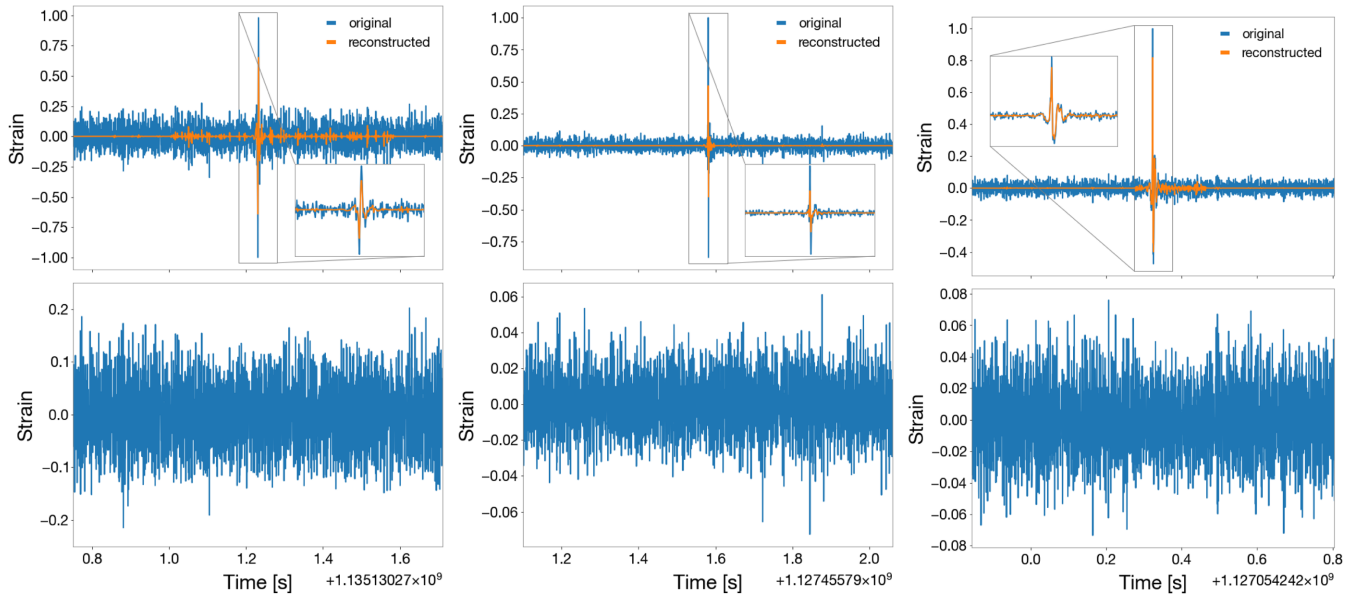 original
reconstructed
1.00
0.75
0.50
0.25
0.00
−0.25
−0.50
−0.75
−1.00
Strain
original
reconstructed
1.00
0.75
0.50
0.25
0.00
−0.25
−0.50
−0.75
Strain
original
reconstructed
1.0
0.8
0.6
0.4
0.2
0.0
−0.2
−0.4
Strain
0.2
0.1
0.0
−0.1
−0.2
Strain
0.8 1.0 1.2 1.4 1.6
Time [s]
+1.13513027×10⁹
0.06
0.04
0.02
0.00
−0.02
−0.04
−0.06
Strain
1.2 1.4 1.6 1.8 2.0
Time [s]
+1.12745579×10⁹
0.08
0.06
0.04
0.02
0.00
−0.02
−0.04
−0.06
−0.08
Strain
0.0 0.2 0.4 0.6 0.8
Time [s]
+1.127054242×10⁹